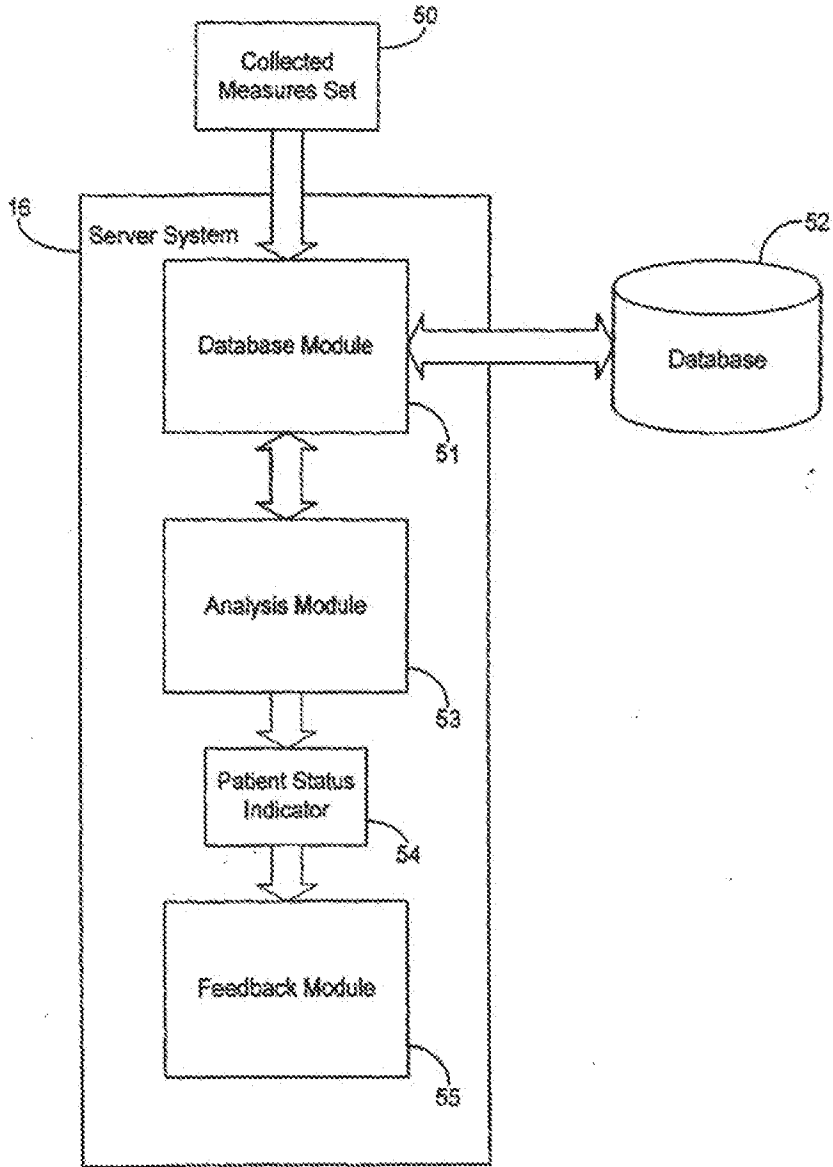 50
Collected
Measures Set
16
Server System
52
Database Module
Database
51
Analysis Module
53
Patient Status
Indicator
54
Feedback Module
55